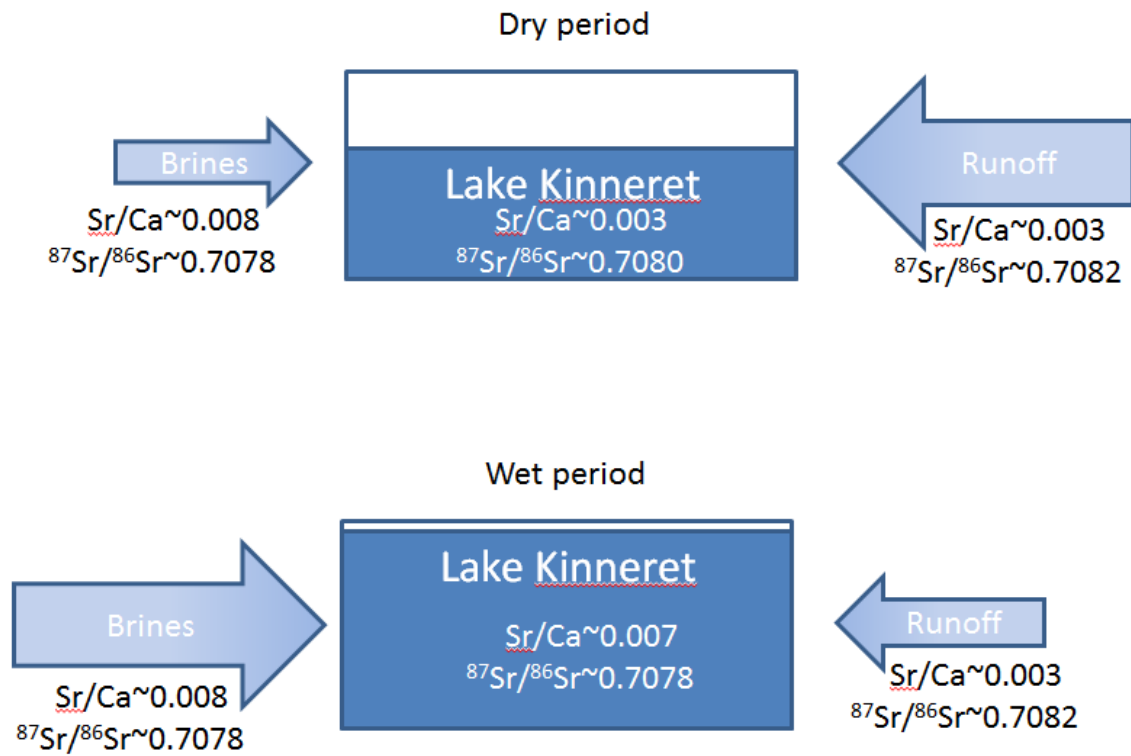 Dry period
Brines
Sr/Ca~0.008
⁸⁷Sr/⁸⁶Sr~0.7078
Lake Kinneret
Sr/Ca~0.003
⁸⁷Sr/⁸⁶Sr~0.7080
Runoff
Sr/Ca~0.003
⁸⁷Sr/⁸⁶Sr~0.7082
Wet period
Brines
Sr/Ca~0.008
⁸⁷Sr/⁸⁶Sr~0.7078
Lake Kinneret
Sr/Ca~0.007
⁸⁷Sr/⁸⁶Sr~0.7078
Runoff
Sr/Ca~0.003
⁸⁷Sr/⁸⁶Sr~0.7082